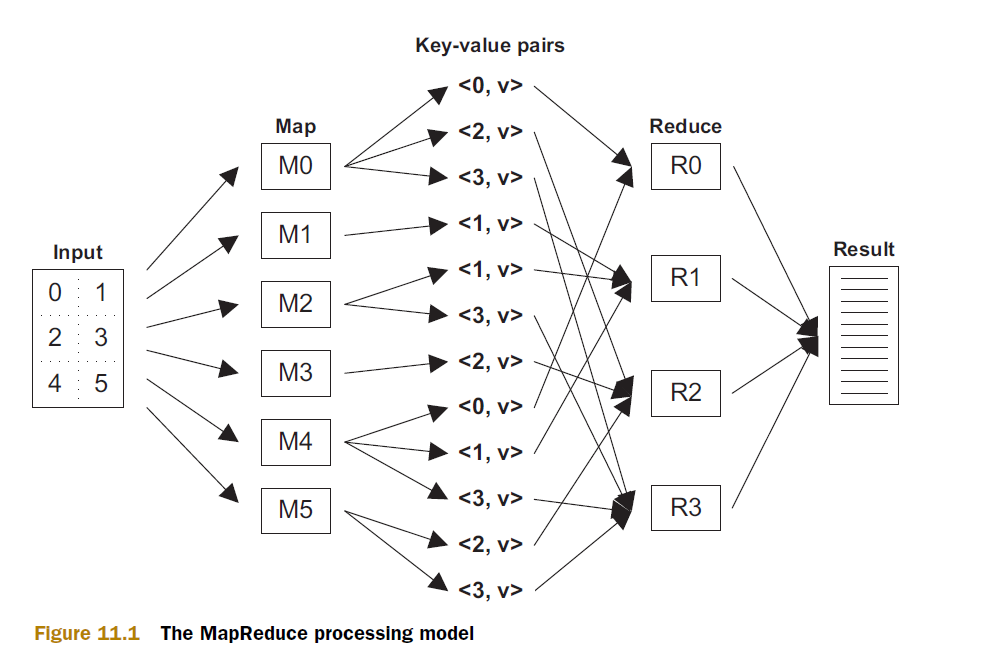 Key-value pairs
<0, v>
<2, v>
<3, v>
<1, v>
<1, v>
<3, v>
<2, v>
<0, v>
<1, v>
<3, v>
<2, v>
<3, v>
Map
M0
M1
M2
M3
M4
M5
Reduce
R0
R1
R2
R3
Input
0 1
2 3
4 5
Result
Figure 11.1 The MapReduce processing model